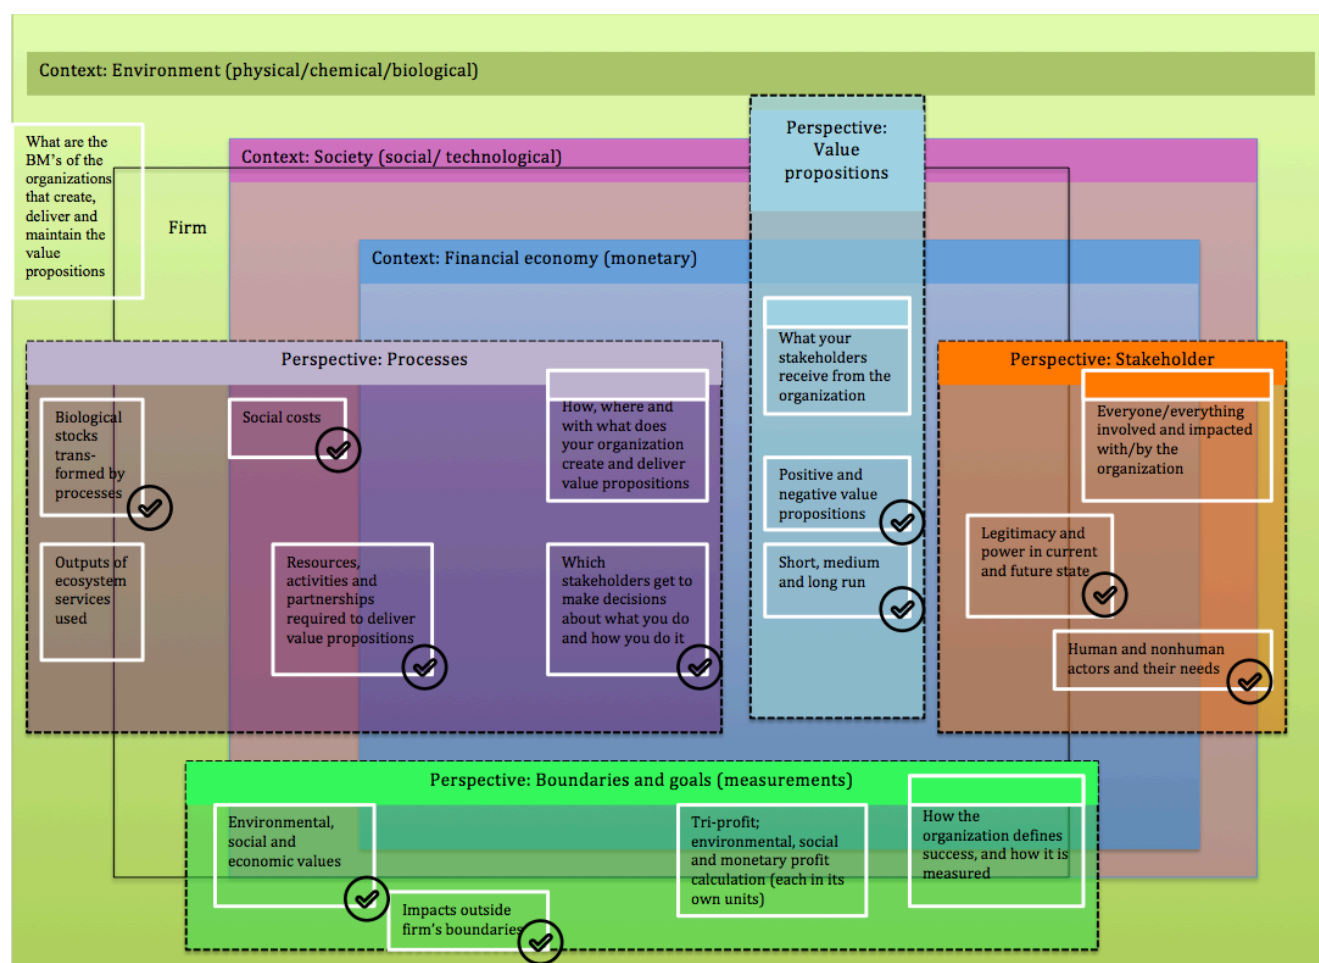 Context: Environment (physical/chemical/biological)
What are the
BM's of the
organizations
that create,
deliver and
maintain the
value
propositions
Firm
Context: Society (social/ technological)
Context: Financial economy (monetary)
Perspective:
Value
propositions
What your
stakeholders
receive from the
organization
Positive and
negative value
propositions
Short, medium
and long run
Perspective: Processes
Biological
stocks
trans-
formed by
processes
Outputs of
ecosystem
services
used
Social costs
Resources,
activities and
partnerships
required to deliver
value propositions
How, where and
with what does
your organization
create and deliver
value propositions
Which
stakeholders get to
make decisions
about what you do
and how you do it
Perspective: Stakeholder
Everyone/everything
involved and impacted
with/by the
organization
Legitimacy and
power in current
and future state
Human and nonhuman
actors and their needs
Perspective: Boundaries and goals (measurements)
Environmental,
social and
economic values
Impacts outside
firm's boundaries
Tri-profit;
environmental, social
and monetary profit
calculation (each in its
own units)
How the
organization defines
success, and how it is
measured